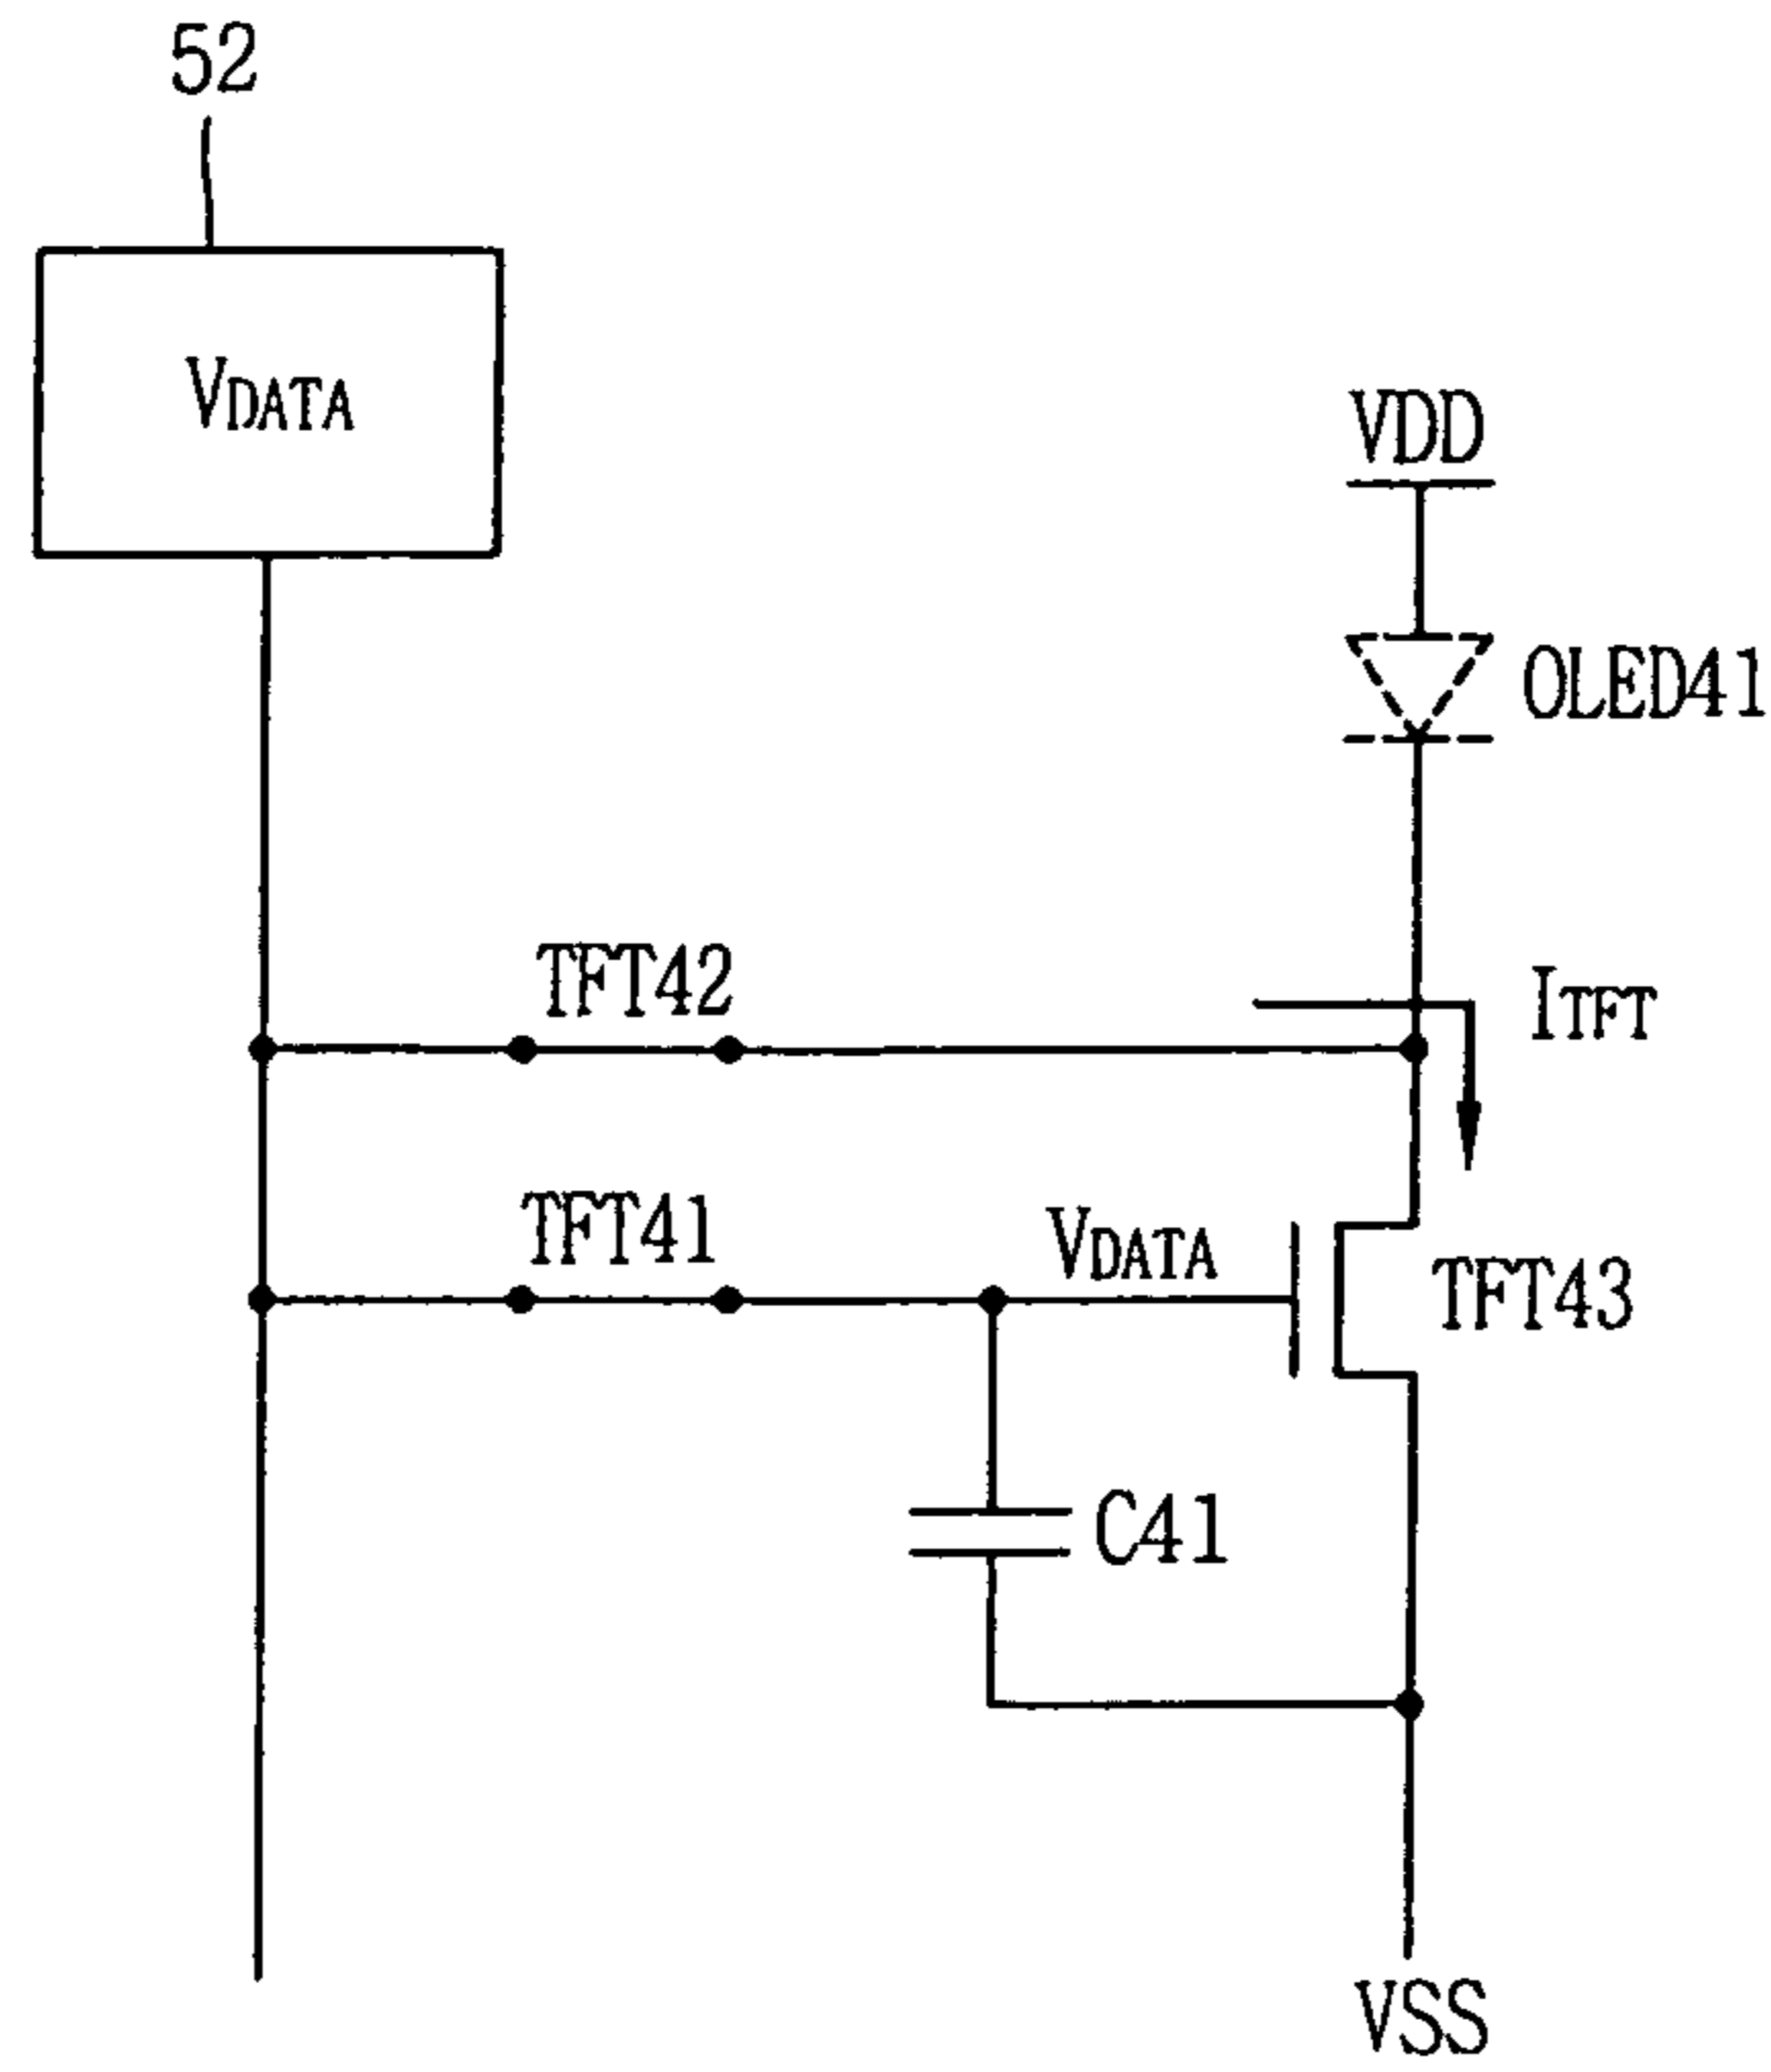 52
VDATA
VDD
OLED41
TFT42
ITFT
TFT41
VDATA
TFT43
C41
VSS